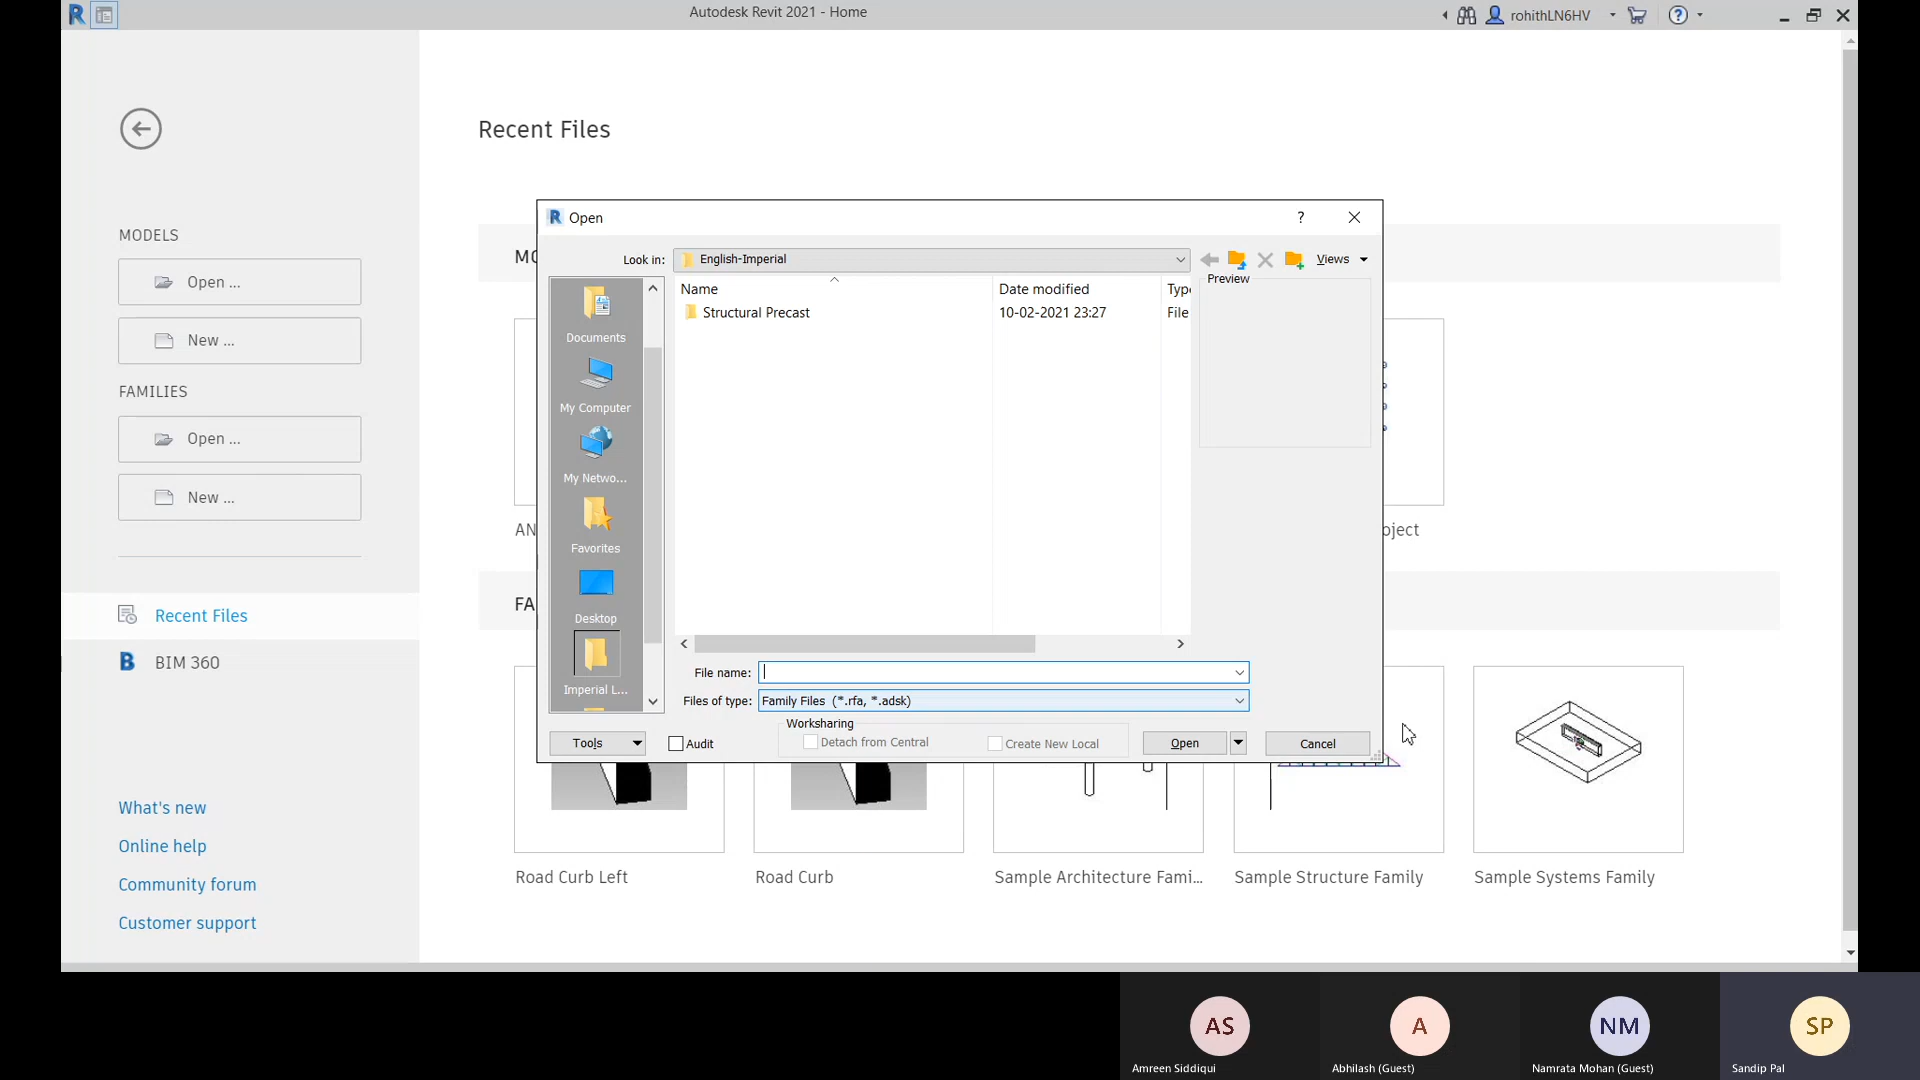 Autodesk Revit 2021 - Home
rohithLN6HV
?
Recent Files
MODELS
Open ...
New ...
FAMILIES
Open ...
New ...
Recent Files
BIM 360
What's new
Online help
Community forum
Customer support
MO
AN
oject
FA
Road Curb Left
Road Curb
Sample Architecture Fami...
Sample Structure Family
Sample Systems Family
R Open
?
Look in:
English-Imperial
Views
Preview
Documents
My Computer
My Netwo...
Favorites
Desktop
Imperial L...
Name
Date modified
Type
Structural Precast
10-02-2021 23:27
File
File name:
Files of type:
Family Files (*.rfa, *.adsk)
Worksharing
Tools
Audit
Detach from Central
Create New Local
Open
Cancel
AS
Amreen Siddiqui
A
Abhilash (Guest)
NM
Namrata Mohan (Guest)
SP
Sandip Pal